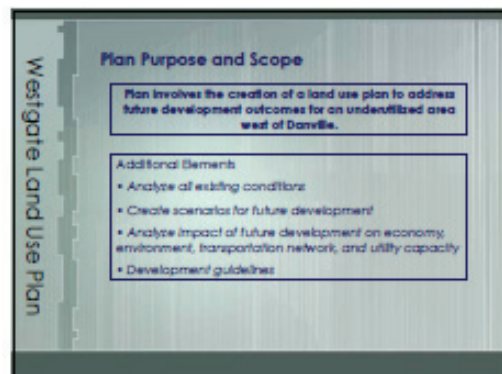 Westgate Land Use Plan
Plan Purpose and Scope
Plan involves the creation of a land use plan to address
future development outcomes for an underutilized area
west of Danville.
Additional Elements
• Analyze all existing conditions
• Create scenarios for future development
• Analyze impact of future development on economy,
environment, transportation network, and utility capacity
• Development guidelines